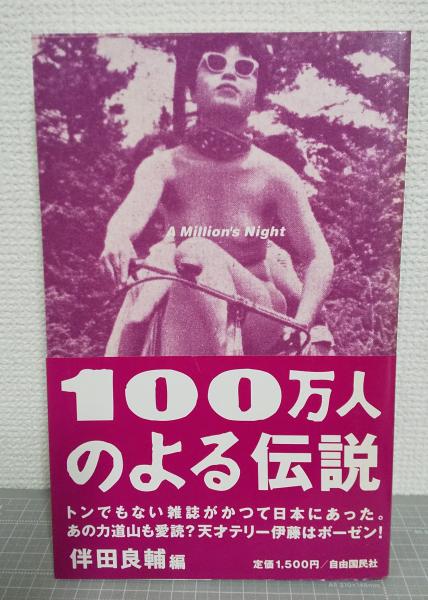 A Million's Night
100万人
のよる伝説
トンでもない雑誌がかつて日本にあった。
あの力道山も愛読？天才テリー伊藤はボーゼン！
伴田良輔編
定価1,500円/自由国民社